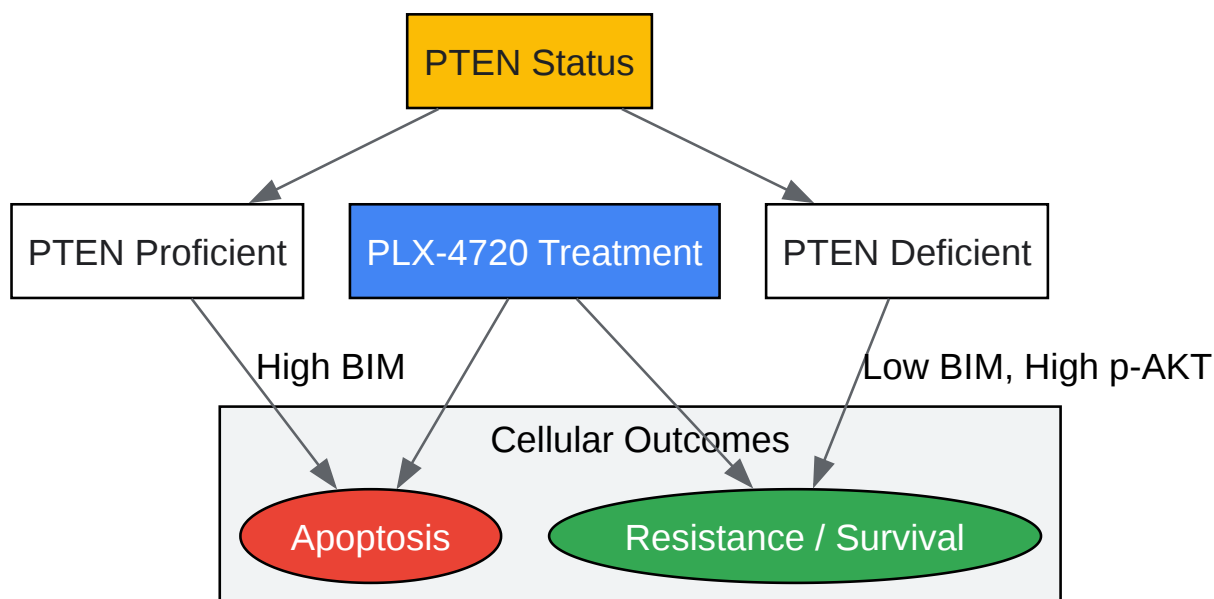 PTEN Status
PTEN Proficient
PLX-4720 Treatment
PTEN Deficient
High BIM
Low BIM, High p-AKT
Cellular Outcomes
Apoptosis
Resistance / Survival